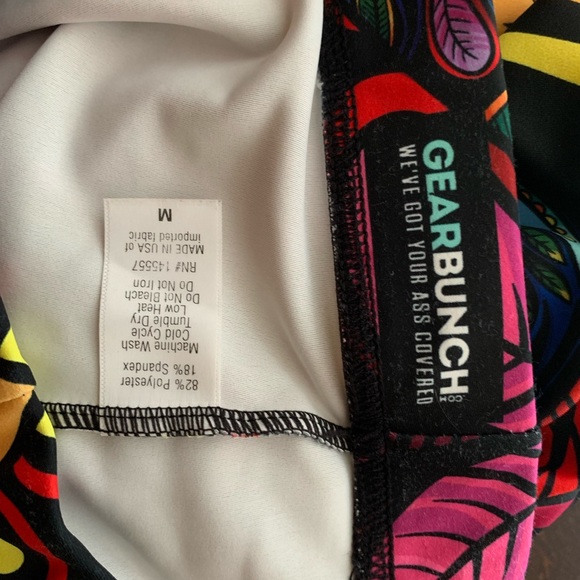 GEARBUNCH
WE'VE GOT YOUR ASS COVERED
82% Polyester
18% Spandex
Machine Wash
Cold Cycle
Tumble Dry
Low Heat
Do Not Bleach
Do Not Iron
RN# 145557
MADE IN USA of
imported fabric
M